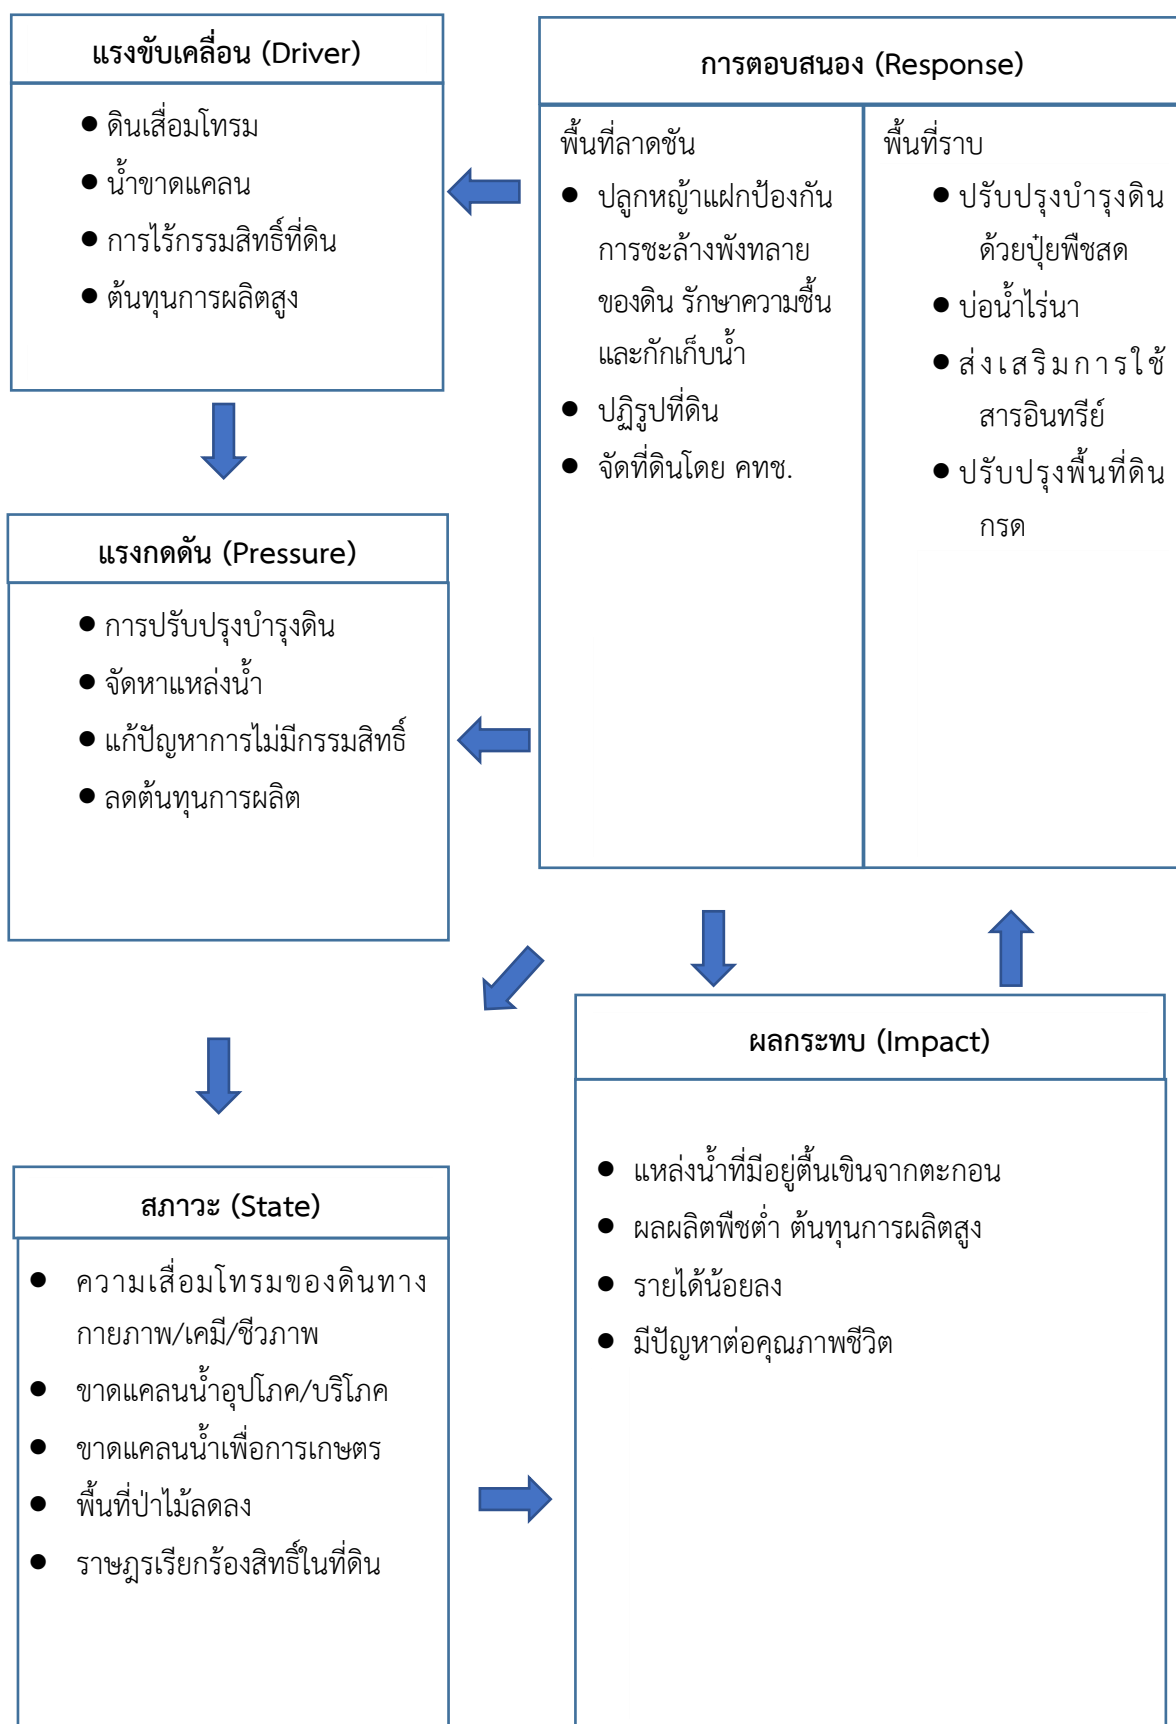 แรงขับเคลื่อน (Driver)
● ดินเสื่อมโทรม
● น้ำขาดแคลน
● การไร้กรรมสิทธิ์ที่ดิน
● ต้นทุนการผลิตสูง
การตอบสนอง (Response)
พื้นที่ลาดชัน
● ปลูกหญ้าแฝกป้องกัน
การชะล้างพังทลาย
ของดิน รักษาความชื้น
และกักเก็บน้ำ
● ปฏิรูปที่ดิน
● จัดที่ดินโดย คทช.
พื้นที่ราบ
● ปรับปรุงบำรุงดิน
ด้วยปุ๋ยพืชสด
● บ่อน้ำไร่นา
● ส่งเสริมการใช้
สารอินทรีย์
● ปรับปรุงพื้นที่ดิน
กรด
แรงกดดัน (Pressure)
● การปรับปรุงบำรุงดิน
● จัดหาแหล่งน้ำ
● แก้ปัญหาการไม่มีกรรมสิทธิ์
● ลดต้นทุนการผลิต
สภาวะ (State)
● ความเสื่อมโทรมของดินทาง
กายภาพ/เคมี/ชีวภาพ
● ขาดแคลนน้ำอุปโภค/บริโภค
● ขาดแคลนน้ำเพื่อการเกษตร
● พื้นที่ป่าไม้ลดลง
● ราษฎรเรียกร้องสิทธิ์ในที่ดิน
ผลกระทบ (Impact)
● แหล่งน้ำที่มีอยู่ตื้นเขินจากตะกอน
● ผลผลิตพืชต่ำ ต้นทุนการผลิตสูง
● รายได้น้อยลง
● มีปัญหาต่อคุณภาพชีวิต